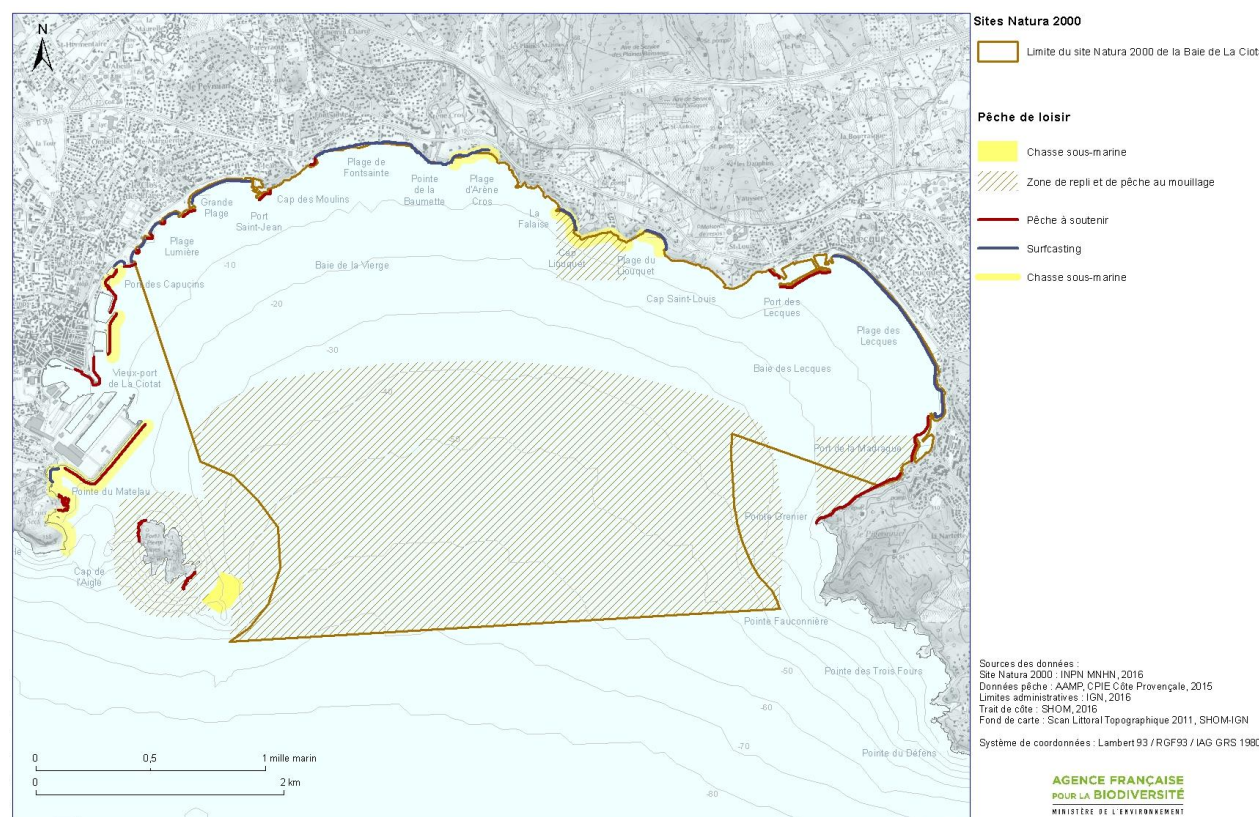 Sites Natura 2000
Limite du site Natura 2000 de la Baie de La Ciot
Pêche de loisir
Chasse sous-marine
Zone de repli et de pêche au mouillage
Pêche à soutenir
Surfcasting
Chasse sous-marine
N
Plage de
Fontsainte
Pointe
de la
Baumette
Plage
d'Arène
Cros
Grande
Plage
Port
Saint-Jean
Cap des Moulins
Plage
Lumière
La
Falaise
Cap
Liouquet
Plage du
Liouquet
Port des Capucins
-10
Baie de la Vierge
-20
Cap Saint-Louis
Port des
Lecques
Plage des
Lecques
-30
Baie des Lecques
Vieux-port
de La Ciotat
-40
-50
Port de la Madrague
Pointe du Matelau
Pointe Grenier
Cap de
l'Aigle
Pointe Fauconnière
-50
Pointe des Trois Fours
-60
-70
Pointe du Défens
-80
0
0,5
1 mille marin
0
2 km
Sources des données :
Site Natura 2000 : INPN MNHN, 2016
Données pêche : AAMP, CPIE Côte Provençale, 2015
Limites administratives : IGN, 2016
Trait de côte : SHOM, 2016
Fond de carte : Scan Littoral Topographique 2011, SHOM-IGN
Système de coordonnées : Lambert 93 / RGF93 / IAG GRS 1980
AGENCE FRANÇAISE
POUR LA BIODIVERSITÉ
MINISTÈRE DE L'ENVIRONNEMENT